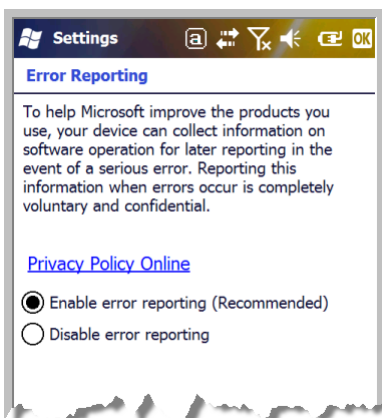 Settings
a
OK
Error Reporting
To help Microsoft improve the products you
use, your device can collect information on
software operation for later reporting in the
event of a serious error. Reporting this
information when errors occur is completely
voluntary and confidential.
Privacy Policy Online
Enable error reporting (Recommended)
Disable error reporting